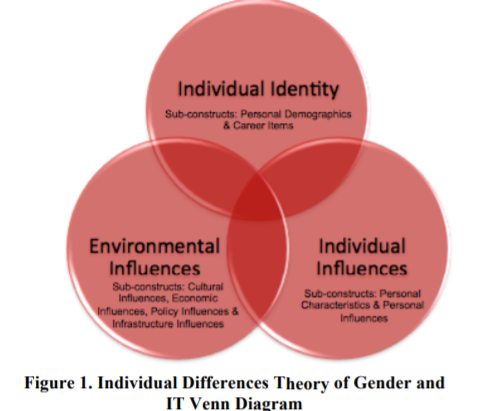 Individual Identity
Sub-constructs: Personal Demographics
& Career Items
Environmental
Influences
Sub-constructs: Cultural
Influences, Economic
Influences, Policy Influences &
Infrastructure Influences
Individual
Influences
Sub-constructs: Personal
Characteristics & Personal
Influences
Figure 1. Individual Differences Theory of Gender and
IT Venn Diagram